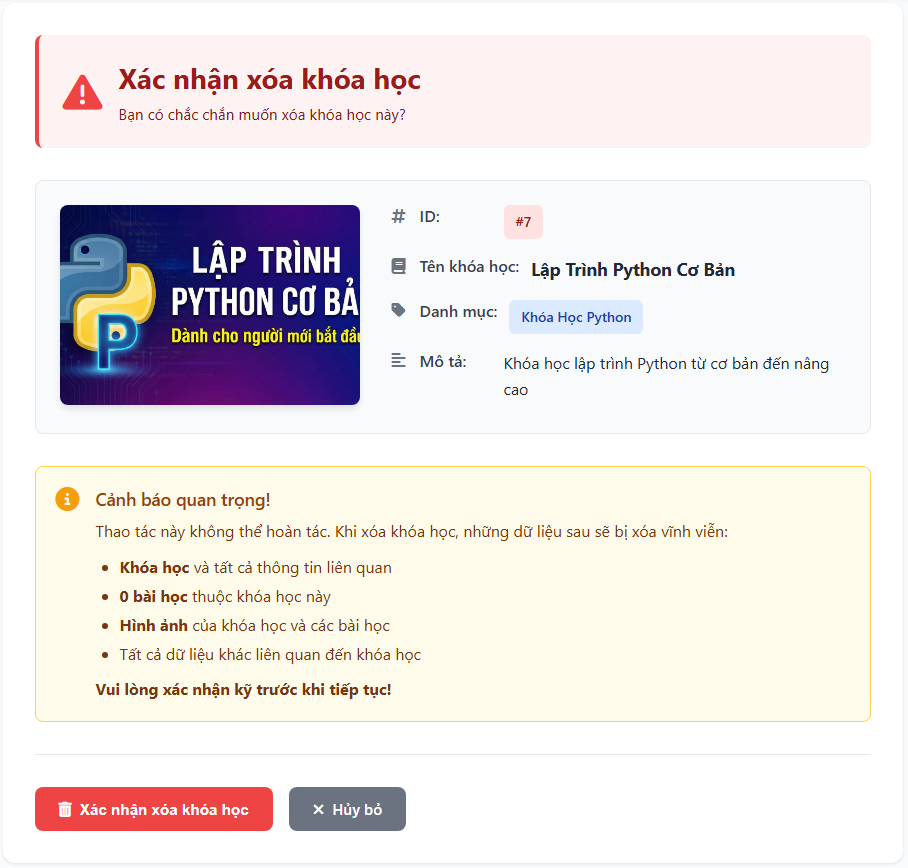 Xác nhận xóa khóa học
Bạn có chắc chắn muốn xóa khóa học này?
LẬP TRÌNH
PYTHON CƠ BẢ
Dành cho người mới bắt đầu
P
ID:
#7
Tên khóa học:
Lập Trình Python Cơ Bản
Danh mục:
Khóa Học Python
Mô tả:
Khóa học lập trình Python từ cơ bản đến nâng
cao
Cảnh báo quan trọng!
Thao tác này không thể hoàn tác. Khi xóa khóa học, những dữ liệu sau sẽ bị xóa vĩnh viễn:
Khóa học và tất cả thông tin liên quan
0 bài học thuộc khóa học này
Hình ảnh của khóa học và các bài học
Tất cả dữ liệu khác liên quan đến khóa học
Vui lòng xác nhận kỹ trước khi tiếp tục!
Xác nhận xóa khóa học
Hủy bỏ